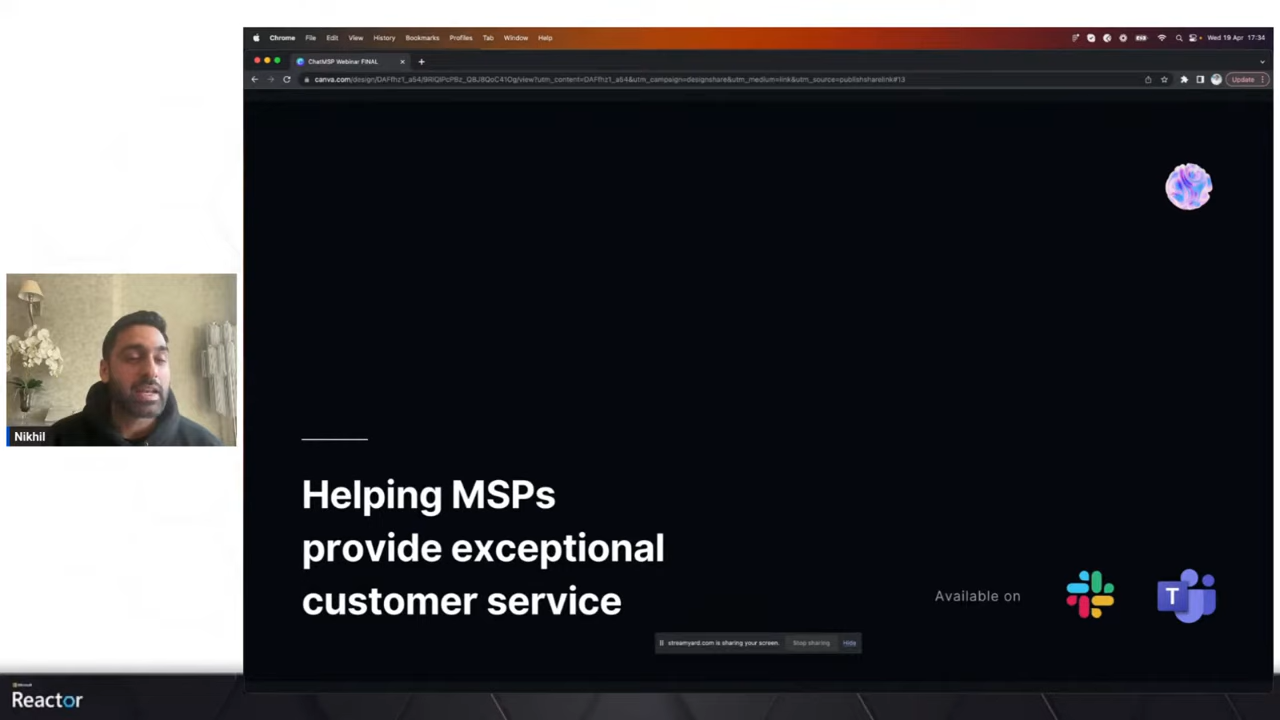 Chrome File Edit View History Bookmarks Profiles Tab Window Help Wed 19 Apr 17:34
ChatMSP Webinar FINAL
Update
Nikhil
Helping MSPs
provide exceptional
customer service
Available on
T
streamyard.com is sharing your screen. Stop sharing Hide
Microsoft
Reactor